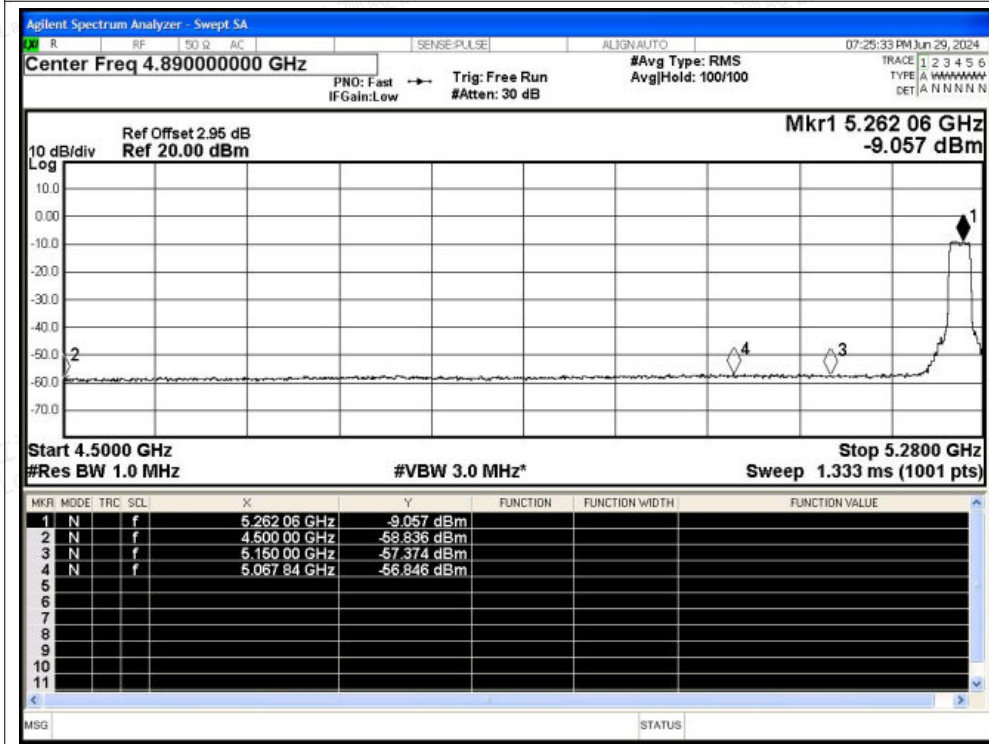 Agilent Spectrum Analyzer - Swept SA
LXI R RF 50 Ω AC SENSE:PULSE ALIGNAUTO 07:25:33 PM Jun 29, 2024
Center Freq 4.890000000 GHz
PNO: Fast
IFGain:Low
Trig: Free Run
#Atten: 30 dB
#Avg Type: RMS
Avg|Hold: 100/100
TRACE 1 2 3 4 5 6
TYPE A WWWWW
DET A N N N N N
Ref Offset 2.95 dB
10 dB/div Ref 20.00 dBm
Log
Mkr1 5.262 06 GHz
-9.057 dBm
10.0
0.00
-10.0
-20.0
-30.0
-40.0
-50.0
-60.0
-70.0
1
2
4
3
Start 4.5000 GHz Stop 5.2800 GHz
#Res BW 1.0 MHz #VBW 3.0 MHz* Sweep 1.333 ms (1001 pts)
MKR MODE TRC SCL X Y FUNCTION FUNCTION WIDTH FUNCTION VALUE
1 N f 5.262 06 GHz -9.057 dBm
2 N f 4.500 00 GHz -58.836 dBm
3 N f 5.150 00 GHz -57.374 dBm
4 N f 5.067 84 GHz -56.846 dBm
5
6
7
8
9
10
11
MSG STATUS